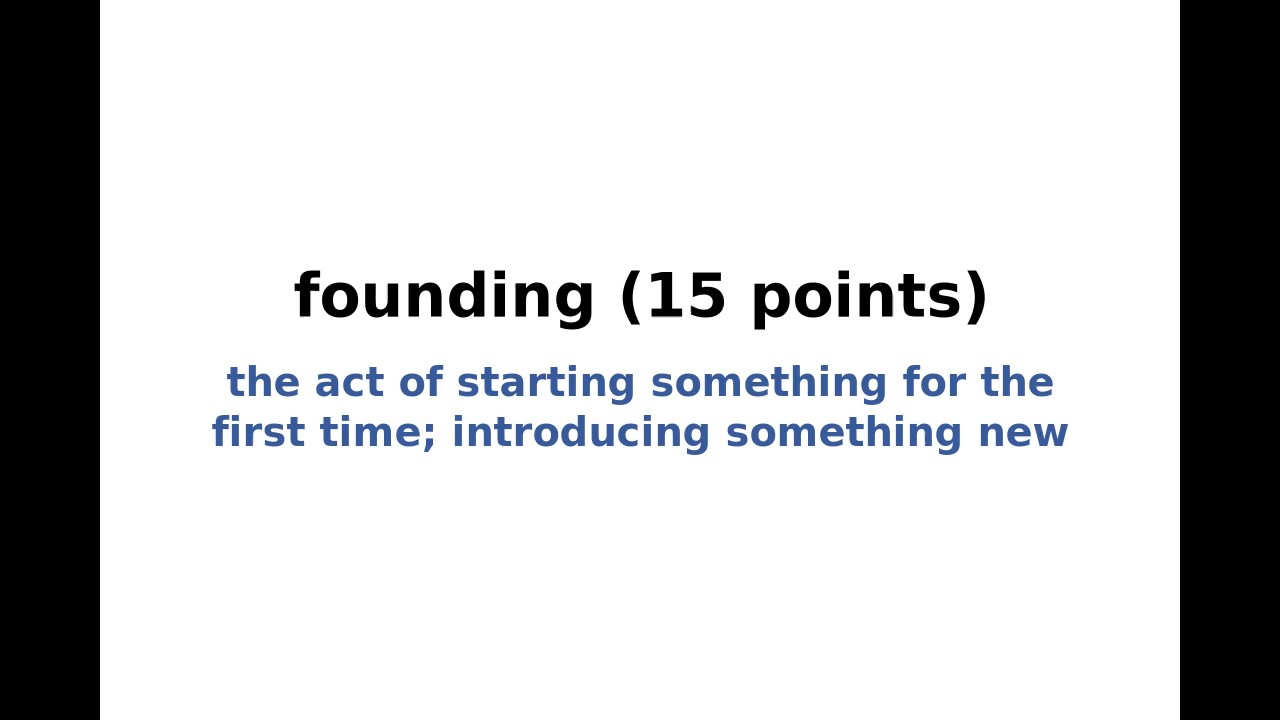 founding (15 points)
the act of starting something for the
first time; introducing something new